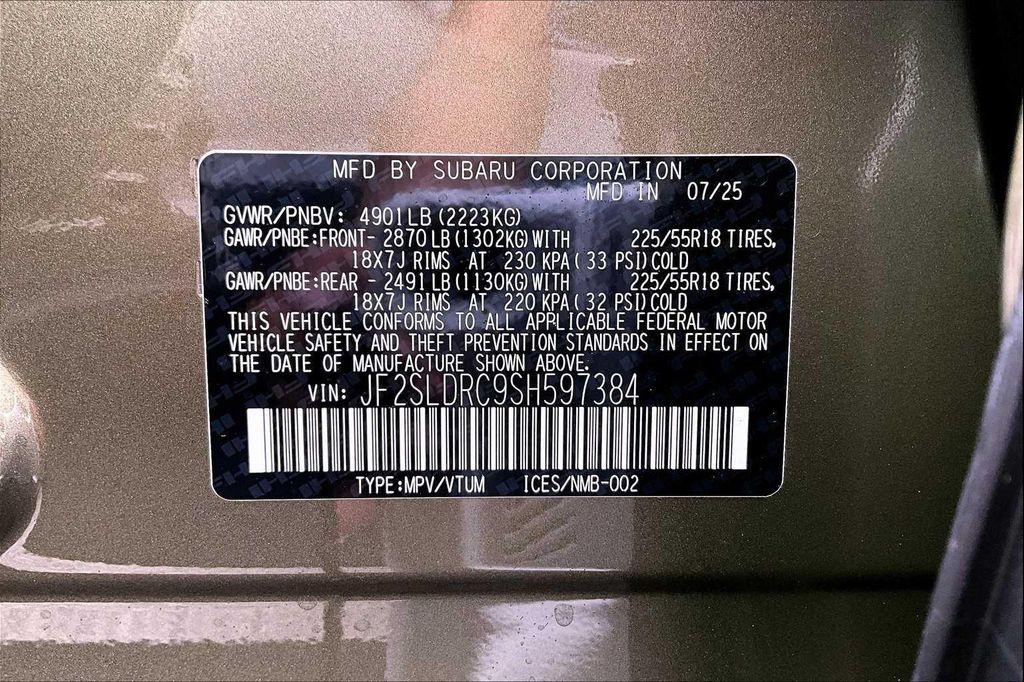 MFD BY SUBARU CORPORATION
MFD IN 07/25
GVWR/PNBV: 4901LB (2223KG)
GAWR/PNBE:FRONT- 2870 LB (1302KG) WITH 225/55R18 TIRES,
18X7J RIMS AT 230 KPA( 33 PSI) COLD
GAWR/PNBE:REAR - 2491 LB (1130KG) WITH 225/55R18 TIRES,
18X7J RIMS AT 220 KPA( 32 PSI) COLD
THIS VEHICLE CONFORMS TO ALL APPLICABLE FEDERAL MOTOR
VEHICLE SAFETY AND THEFT PREVENTION STANDARDS IN EFFECT ON
THE DATE OF MANUFACTURE SHOWN ABOVE.
VIN: JF2SLDRC9SH597384
TYPE:MPV/VTUM ICES/NMB-002